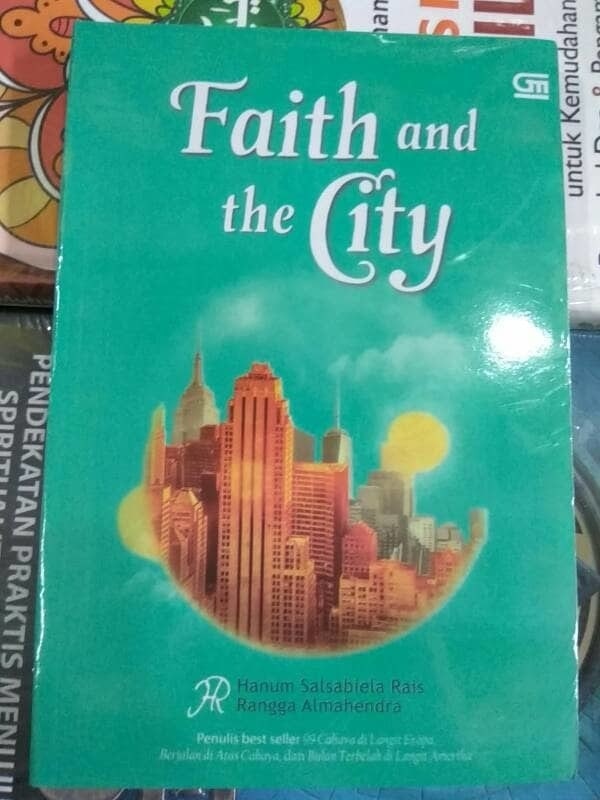 Faith and
the City
GM
Hanum Salsabiela Rais
Rangga Almahendra
Penulis best seller 99 Cahaya di Langit Eropa,
Berjalan di Atas Cahaya, dan Bulan Terbelah di Langit Amerika
untuk Kemudahan
PENDEKATAN PRAKTIS MENUJU